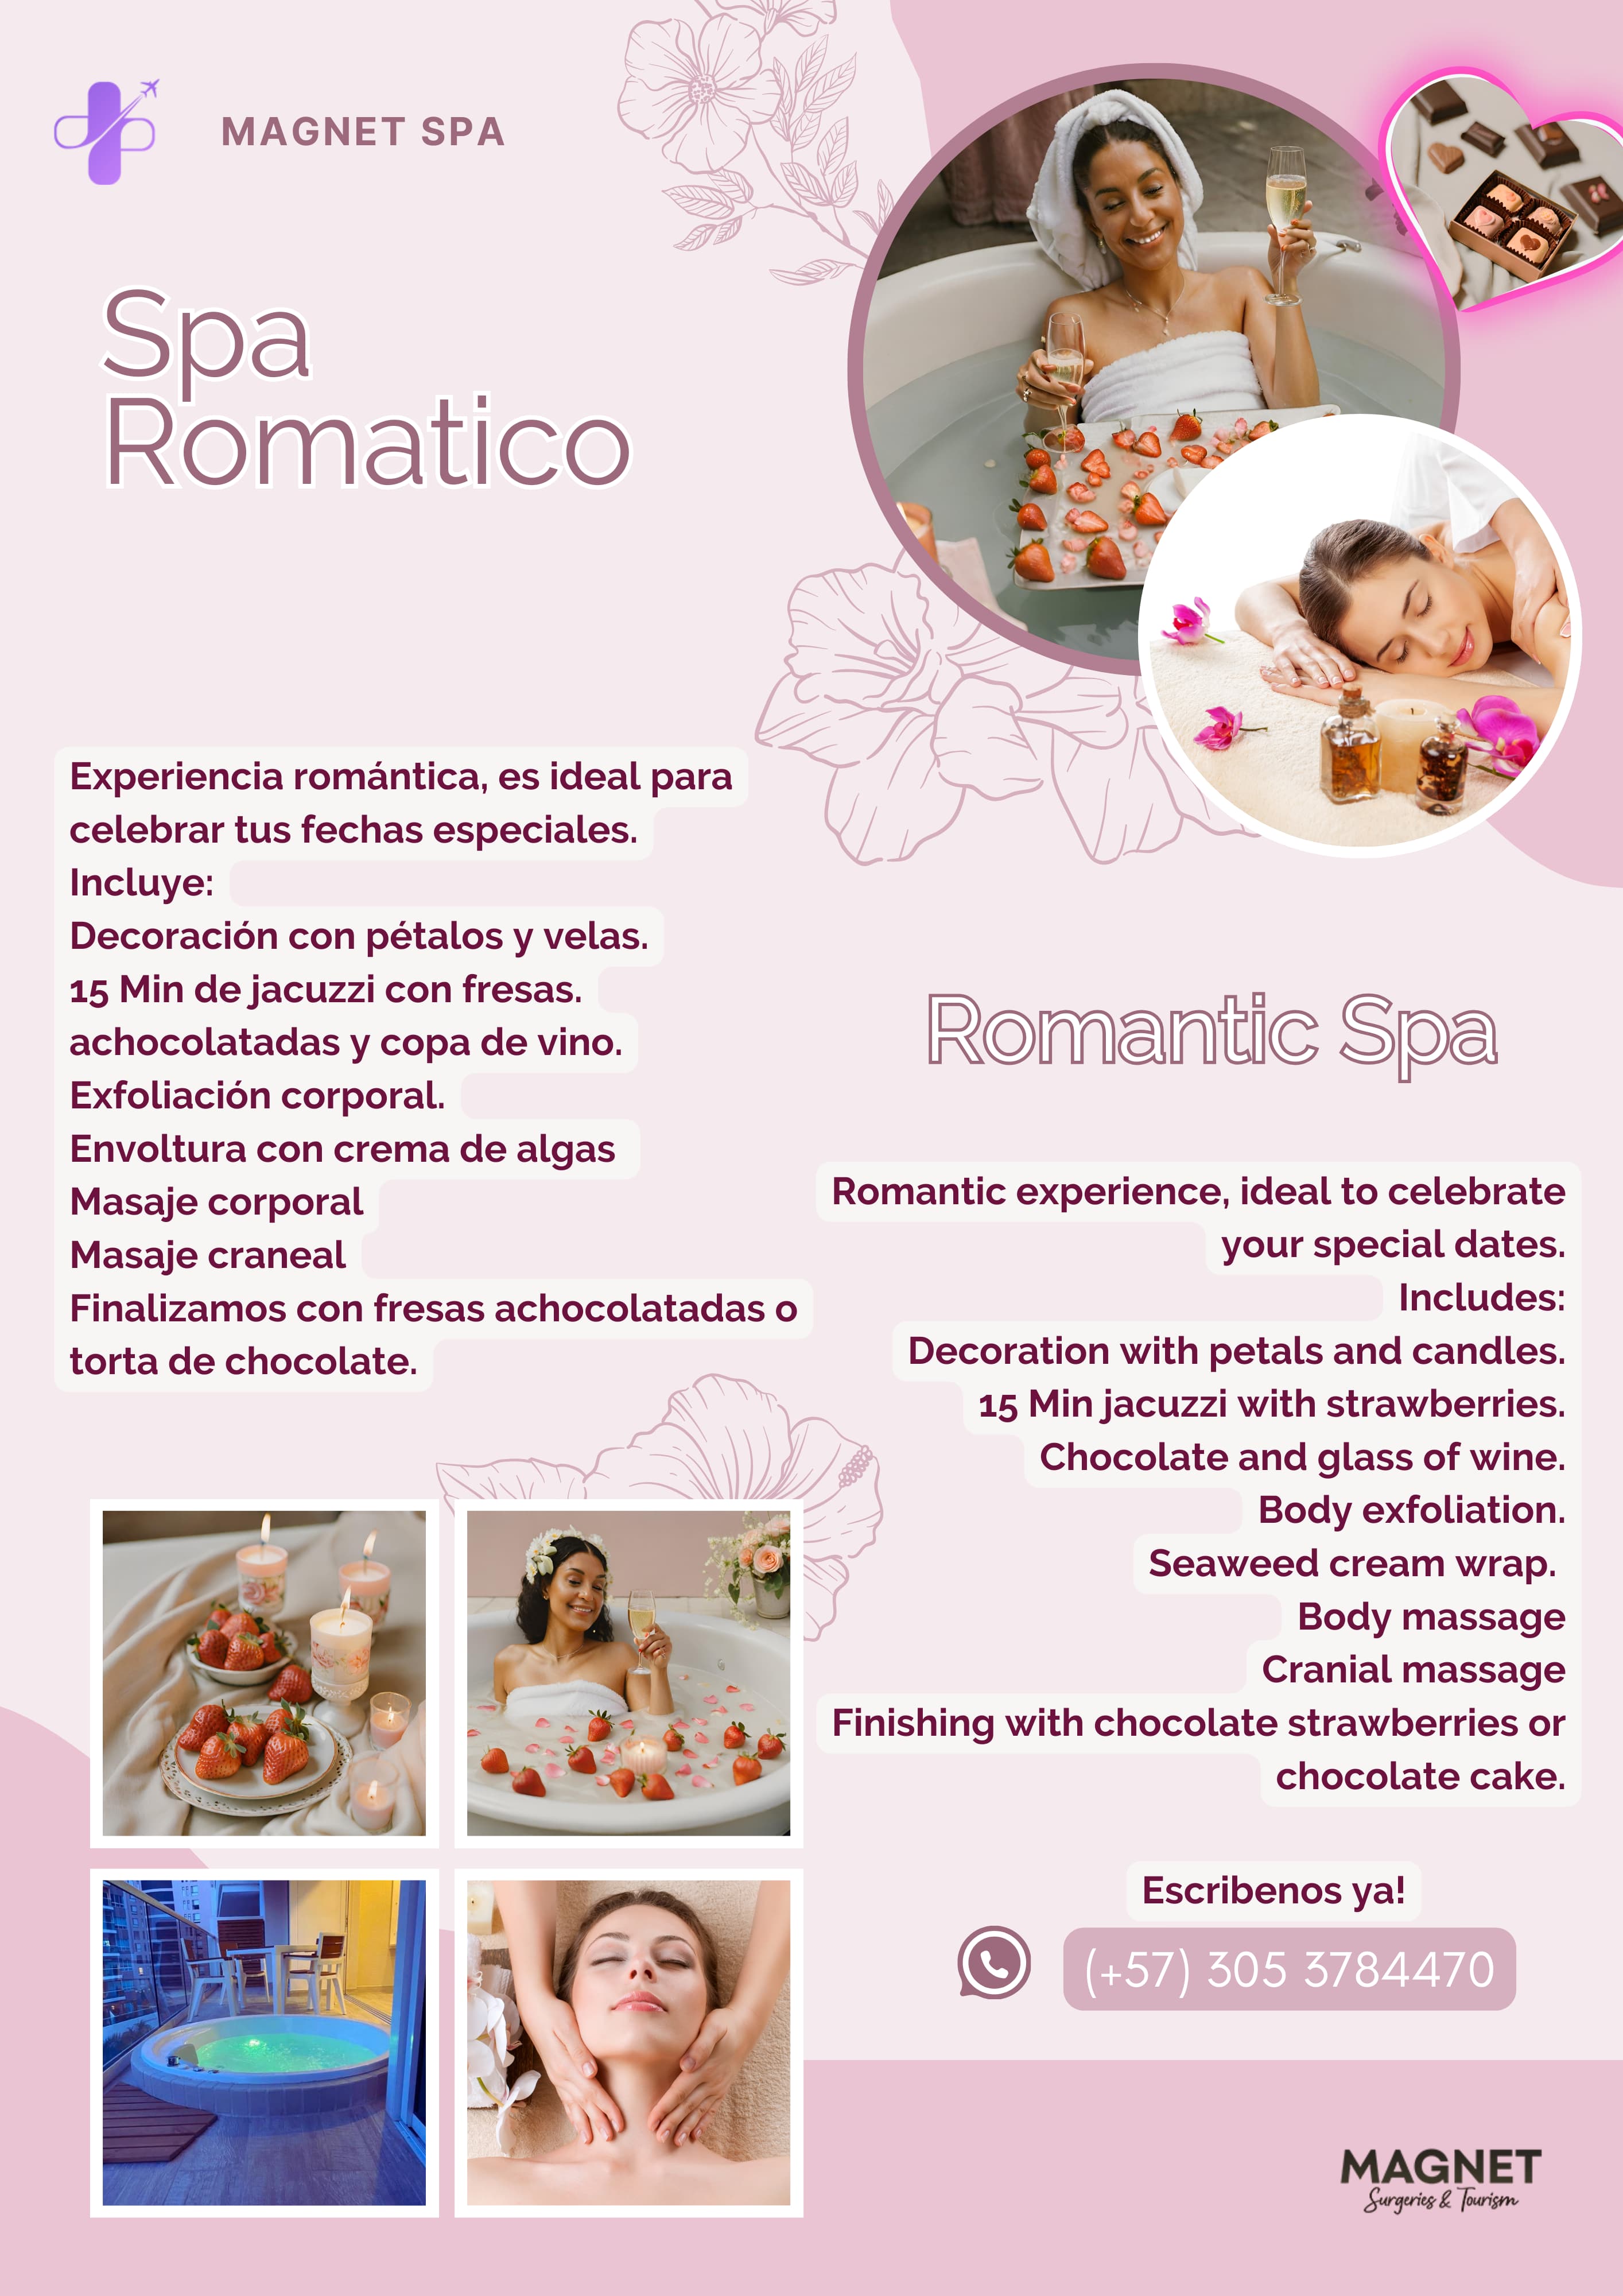 MAGNET SPA
Spa
Romatico
Experiencia romántica, es ideal para
celebrar tus fechas especiales.
Incluye:
Decoración con pétalos y velas.
15 Min de jacuzzi con fresas.
achocolatadas y copa de vino.
Exfoliación corporal.
Envoltura con crema de algas
Masaje corporal
Masaje craneal
Finalizamos con fresas achocolatadas o
torta de chocolate.
Romantic Spa
Romantic experience, ideal to celebrate
your special dates.
Includes:
Decoration with petals and candles.
15 Min jacuzzi with strawberries.
Chocolate and glass of wine.
Body exfoliation.
Seaweed cream wrap.
Body massage
Cranial massage
Finishing with chocolate strawberries or
chocolate cake.
Escribenos ya!
(+57) 305 3784470
MAGNET
Surgeries & Tourism